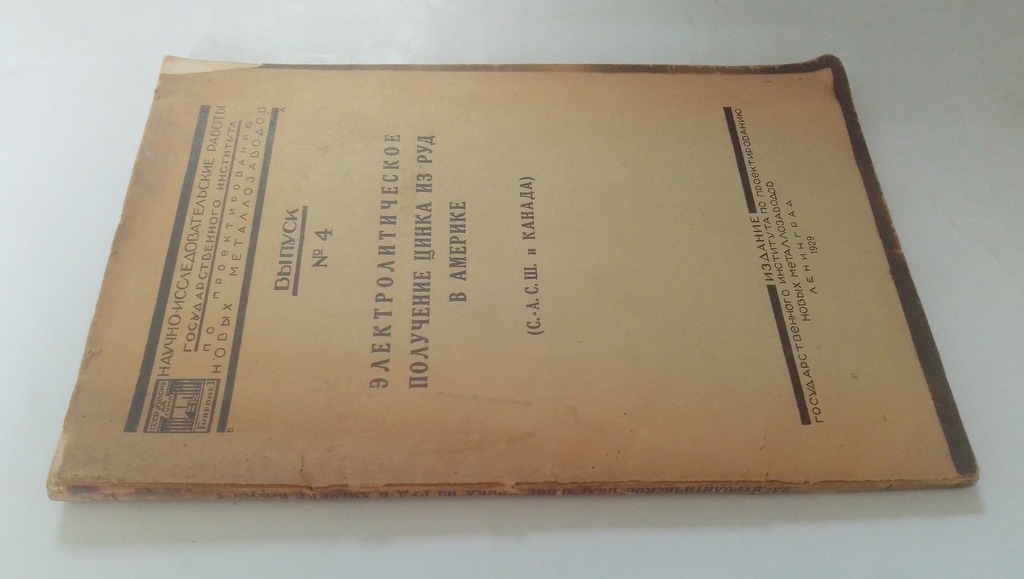 НАУЧНО-ИССЛЕДОВАТЕЛЬСКИЕ РАБОТЫ
ГОСУДАРСТВЕННОГО ИНСТИТУТА
ПО ПРОЕКТИРОВАНИЮ
НОВЫХ МЕТАЛЛОЗАВОДОВ
ГИПРОМЕЗ
ВЫПУСК
№ 4
ЭЛЕКТРОЛИТИЧЕСКОЕ
ПОЛУЧЕНИЕ ЦИНКА ИЗ РУД
В АМЕРИКЕ
(С.-А. С. Ш. и КАНАДА)
ИЗДАНИЕ
ГОСУДАРСТВЕННОГО ИНСТИТУТА ПО ПРОЕКТИРОВАНИЮ
НОВЫХ МЕТАЛЛОЗАВОДОВ
ЛЕНИНГРАД
1929